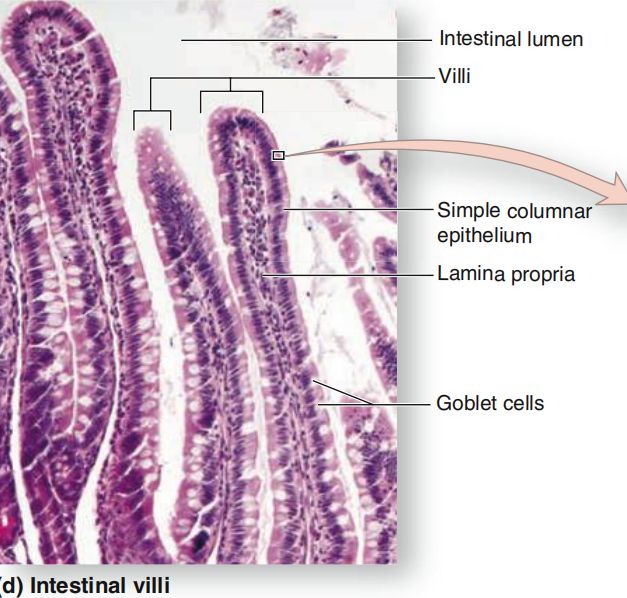 Intestinal lumen
Villi
Simple columnar
epithelium
Lamina propria
Goblet cells
(d) Intestinal villi